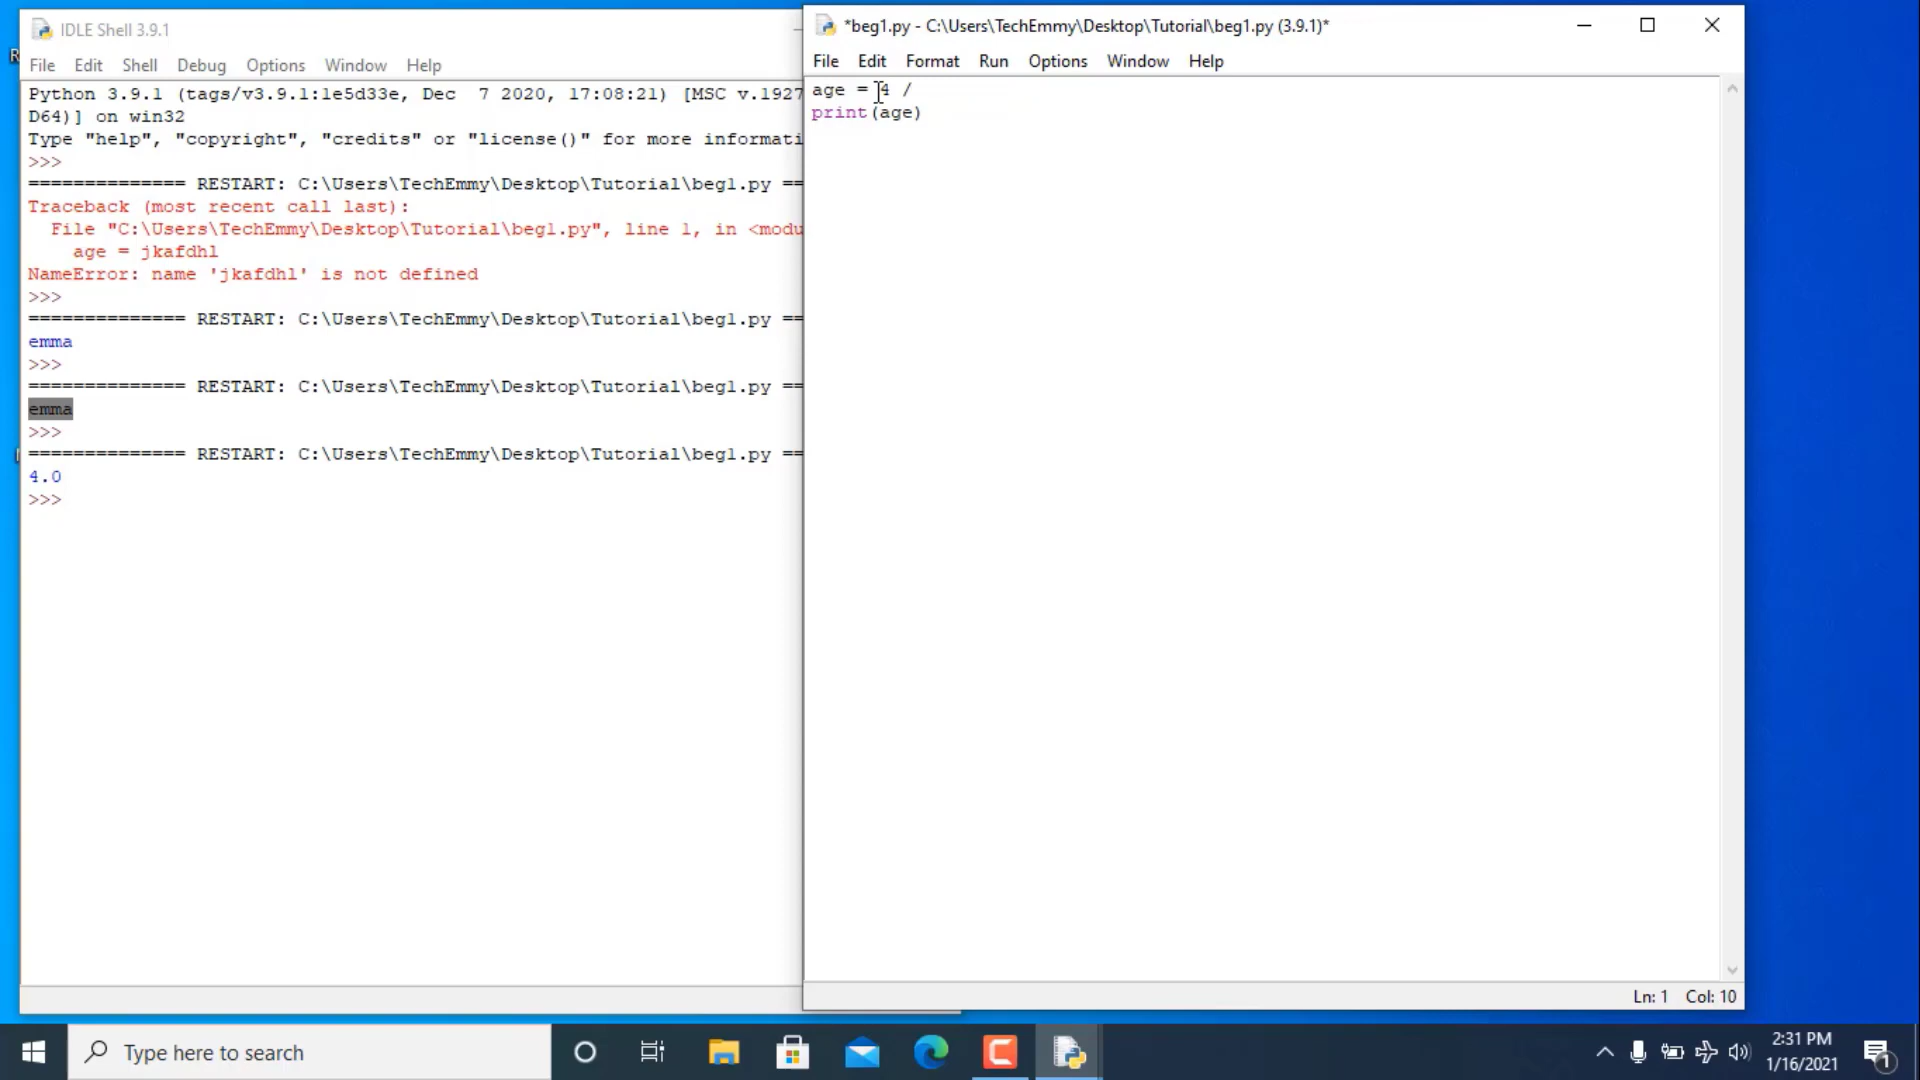 IDLE Shell 3.9.1
File Edit Shell Debug Options Window Help
Python 3.9.1 (tags/v3.9.1:1e5d33e, Dec  7 2020, 17:08:21) [MSC v.1927
D64)] on win32
Type "help", "copyright", "credits" or "license()" for more informati
>>>
============== RESTART: C:\Users\TechEmmy\Desktop\Tutorial\beg1.py ==
Traceback (most recent call last):
  File "C:\Users\TechEmmy\Desktop\Tutorial\beg1.py", line 1, in <modu
    age = jkafdhl
NameError: name 'jkafdhl' is not defined
>>>
============== RESTART: C:\Users\TechEmmy\Desktop\Tutorial\beg1.py ==
emma
>>>
============== RESTART: C:\Users\TechEmmy\Desktop\Tutorial\beg1.py ==
emma
>>>
============== RESTART: C:\Users\TechEmmy\Desktop\Tutorial\beg1.py ==
4.0
>>>
*beg1.py - C:\Users\TechEmmy\Desktop\Tutorial\beg1.py (3.9.1)*
File Edit Format Run Options Window Help
age = 4 /
print(age)
Ln: 1 Col: 10
Type here to search
2:31 PM
1/16/2021
1